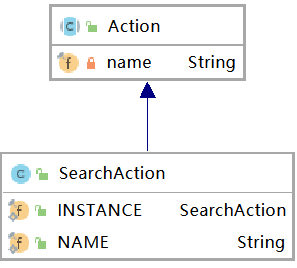 Action
name String
SearchAction
INSTANCE SearchAction
NAME String